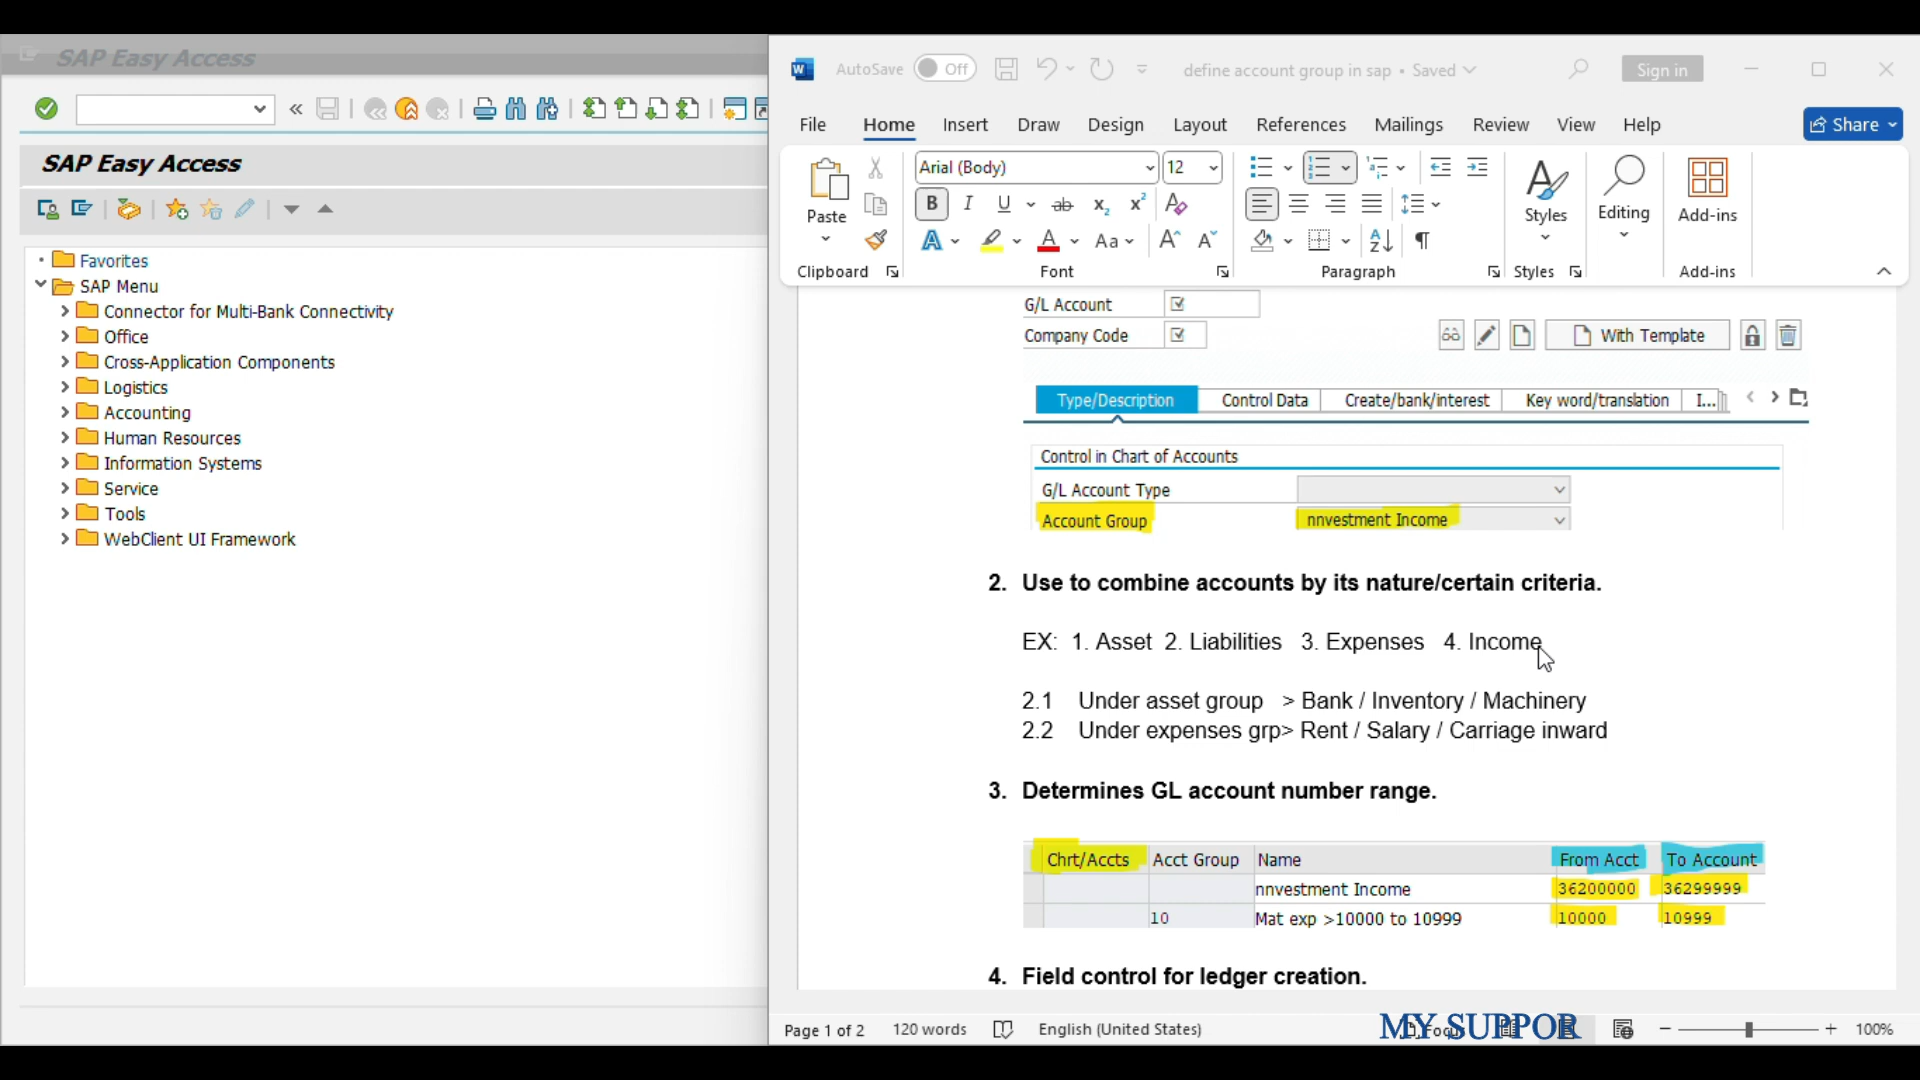 SAP Easy Access
SAP Easy Access
Favorites
SAP Menu
Connector for Multi-Bank Connectivity
Office
Cross-Application Components
Logistics
Accounting
Human Resources
Information Systems
Service
Tools
WebClient UI Framework
AutoSave Off define account group in sap • Saved Sign in
File Home Insert Draw Design Layout References Mailings Review View Help Share
Arial (Body) 12
Paste Styles Editing Add-ins
Clipboard Font Paragraph Styles Add-ins
G/L Account
Company Code With Template
Type/Description Control Data Create/bank/interest Key word/translation I...
Control in Chart of Accounts
G/L Account Type
Account Group nnvestment Income
2. Use to combine accounts by its nature/certain criteria.
EX: 1. Asset 2. Liabilities 3. Expenses 4. Income
2.1 Under asset group > Bank / Inventory / Machinery
2.2 Under expenses grp> Rent / Salary / Carriage inward
3. Determines GL account number range.
Chrt/Accts Acct Group Name From Acct To Account
nnvestment Income 36200000 36299999
10 Mat exp >10000 to 10999 10000 10999
4. Field control for ledger creation.
Page 1 of 2 120 words English (United States) MY SUPPOR 100%